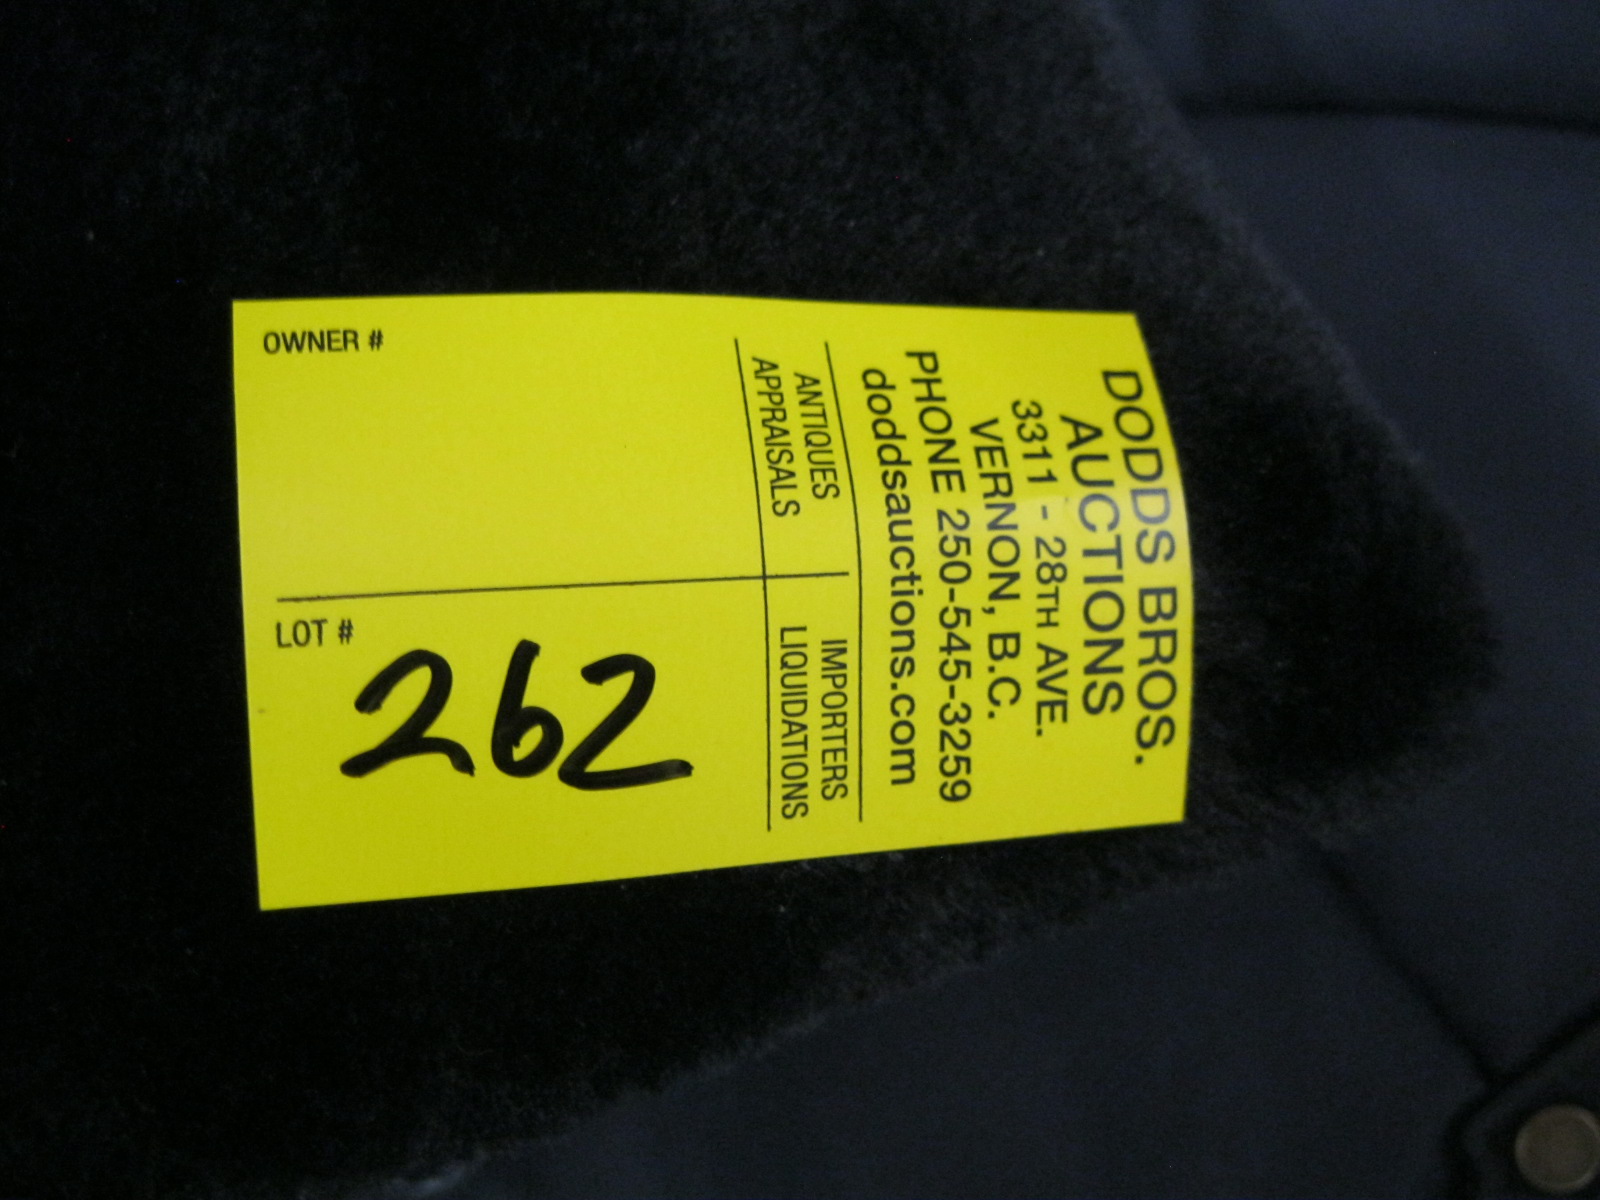 DODDS BROS.
AUCTIONS
3311 - 28TH AVE.
VERNON, B.C.
PHONE 250-545-3259
doddsauctions.com
ANTIQUES IMPORTERS
APPRAISALS LIQUIDATIONS
OWNER #
LOT #
262